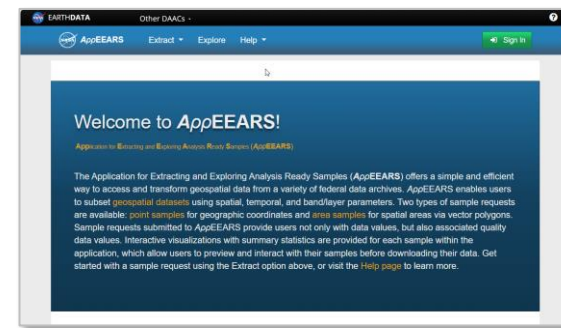 EARTHDATA Other DAACs
AppEEARS Extract Explore Help Sign In
Welcome to AppEEARS!
Application for Extracting and Exploring Analysis Ready Samples (AppEEARS)
The Application for Extracting and Exploring Analysis Ready Samples (AppEEARS) offers a simple and efficient
way to access and transform geospatial data from a variety of federal data archives. AppEEARS enables users
to subset geospatial datasets using spatial, temporal, and band/layer parameters. Two types of sample requests
are available: point samples for geographic coordinates and area samples for spatial areas via vector polygons.
Sample requests submitted to AppEEARS provide users not only with data values, but also associated quality
data values. Interactive visualizations with summary statistics are provided for each sample within the
application, which allow users to preview and interact with their samples before downloading their data. Get
started with a sample request using the Extract option above, or visit the Help page to learn more.